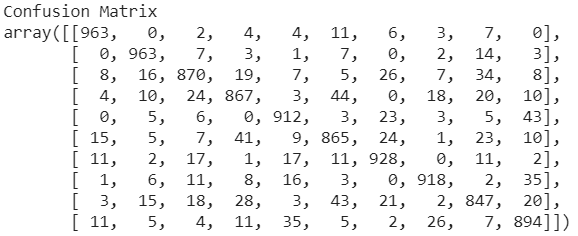 Confusion Matrix
array([[963,   0,   2,   4,   4,  11,   6,   3,   7,   0],
       [  0, 963,   7,   3,   1,   7,   0,   2,  14,   3],
       [  8,  16, 870,  19,   7,   5,  26,   7,  34,   8],
       [  4,  10,  24, 867,   3,  44,   0,  18,  20,  10],
       [  0,   5,   6,   0, 912,   3,  23,   3,   5,  43],
       [ 15,   5,   7,  41,   9, 865,  24,   1,  23,  10],
       [ 11,   2,  17,   1,  17,  11, 928,   0,  11,   2],
       [  1,   6,  11,   8,  16,   3,   0, 918,   2,  35],
       [  3,  15,  18,  28,   3,  43,  21,   2, 847,  20],
       [ 11,   5,   4,  11,  35,   5,   2,  26,   7, 894]])